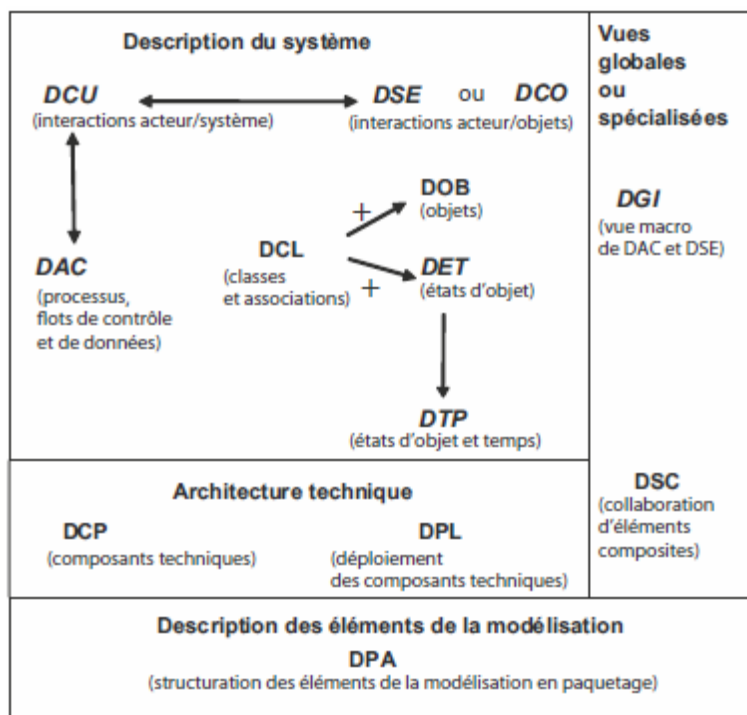 Description du système
DCU
(interactions acteur/système)
DSE ou DCO
(interactions acteur/objets)
DOB
(objets)
+
DCL
(classes
et associations)
+
DET
(états d'objet)
DAC
(processus,
flots de contrôle
et de données)
DTP
(états d'objet et temps)
Vues
globales
ou
spécialisées
DGI
(vue macro
de DAC et DSE)
DSC
(collaboration
d'éléments
composites)
Architecture technique
DCP
(composants techniques)
DPL
(déploiement
des composants techniques)
Description des éléments de la modélisation
DPA
(structuration des éléments de la modélisation en paquetage)